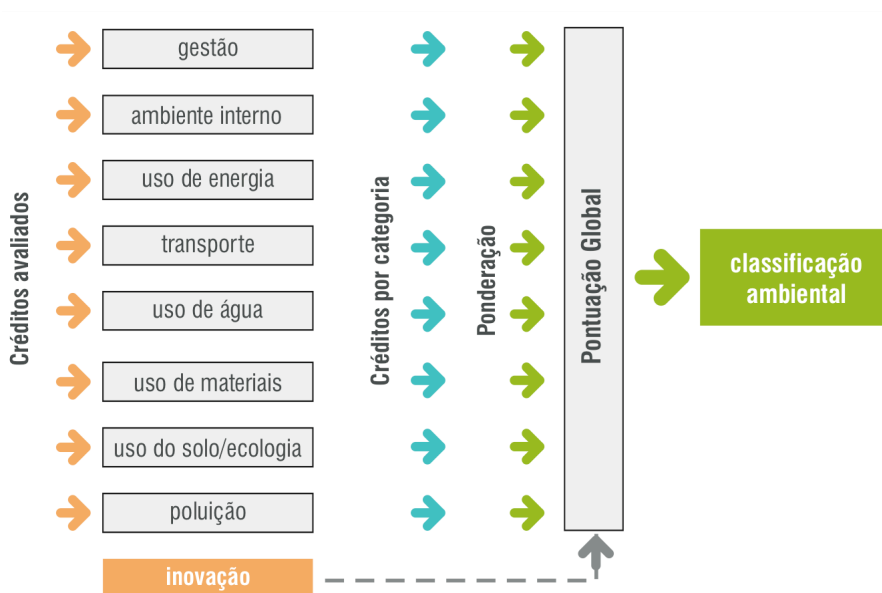 Créditos avaliados
gestão
ambiente interno
uso de energia
transporte
uso de água
uso de materiais
uso do solo/ecologia
poluição
inovação
Créditos por categoria
Ponderação
Pontuação Global
classificação
ambiental